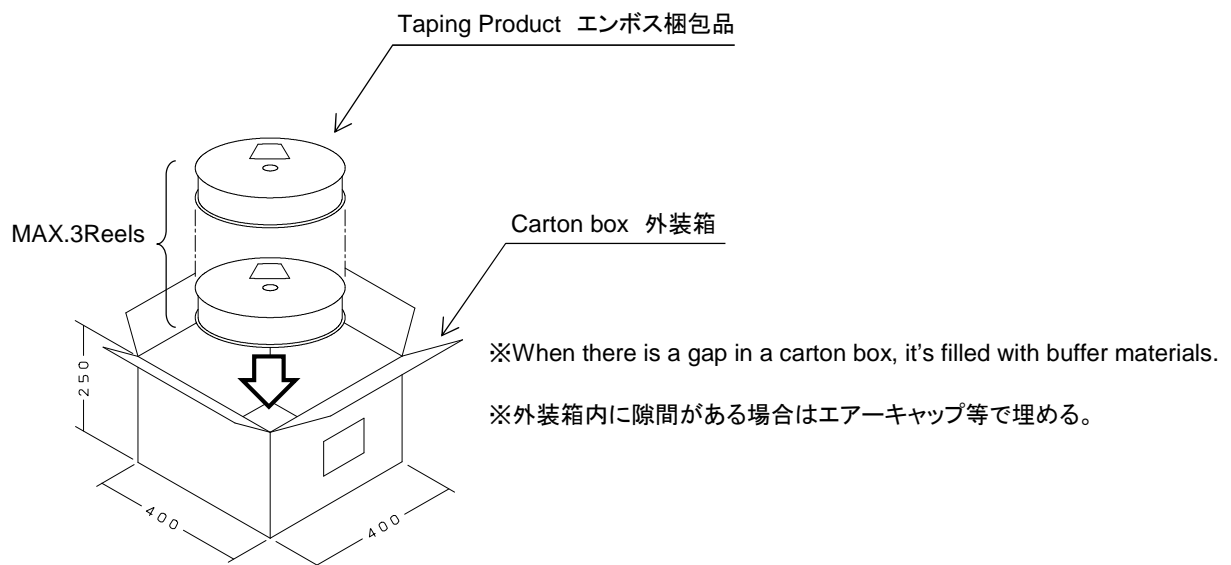 Taping Product エンボス梱包品
MAX.3Reels
Carton box 外装箱
※When there is a gap in a carton box, it's filled with buffer materials.
250
※外装箱内に隙間がある場合はエアーキャップ等で埋める。
400
400